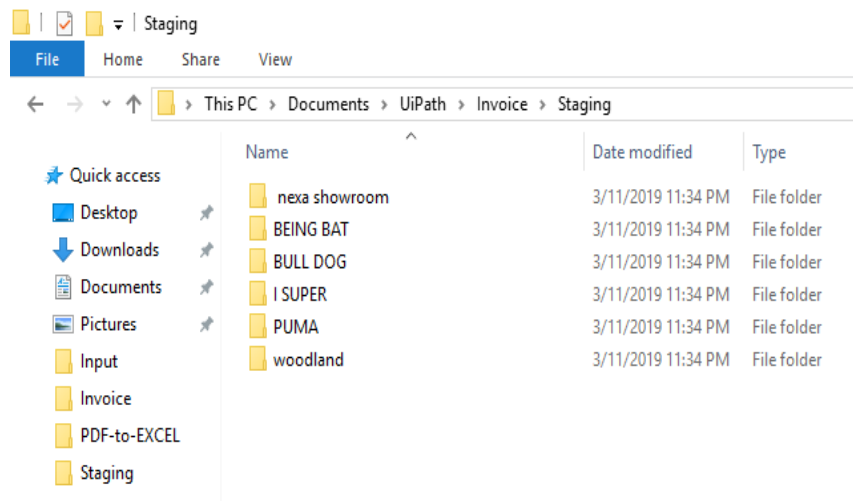 Staging
File Home Share View
This PC > Documents > UiPath > Invoice > Staging
Name Date modified Type
Quick access
Desktop
Downloads
Documents
Pictures
Input
Invoice
PDF-to-EXCEL
Staging
nexa showroom 3/11/2019 11:34 PM File folder
BEING BAT 3/11/2019 11:34 PM File folder
BULL DOG 3/11/2019 11:34 PM File folder
I SUPER 3/11/2019 11:34 PM File folder
PUMA 3/11/2019 11:34 PM File folder
woodland 3/11/2019 11:34 PM File folder